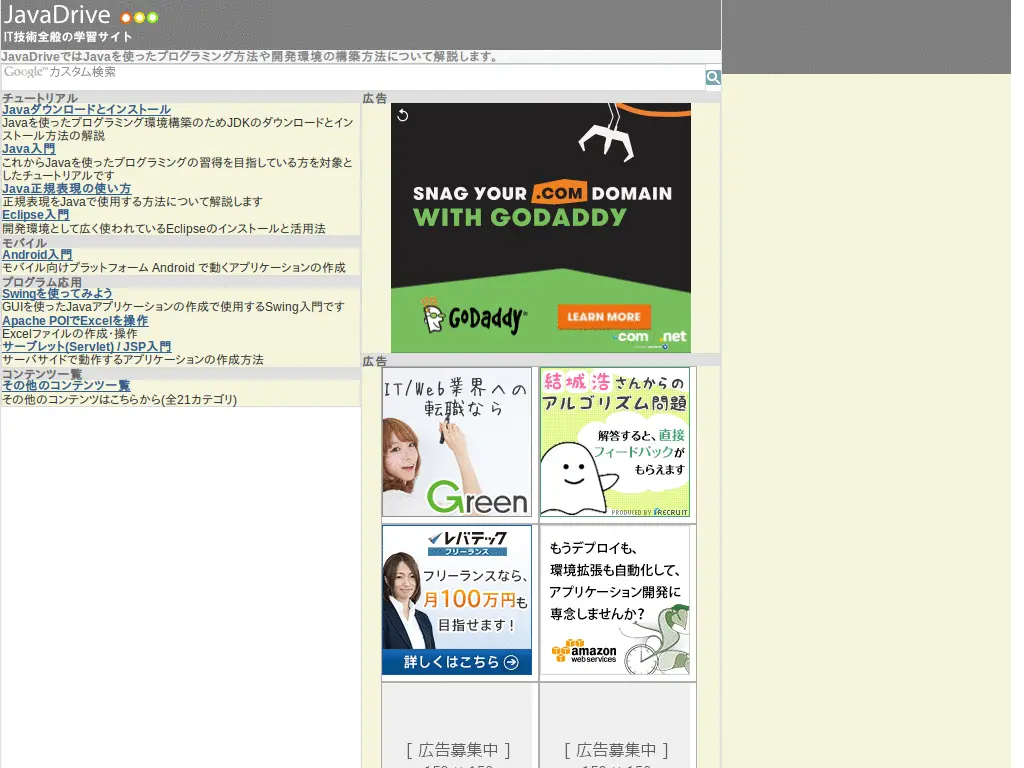 JavaDrive
IT技術全般の学習サイト
JavaDriveではJavaを使ったプログラミング方法や開発環境の構築方法について解説します。
Google™カスタム検索
チュートリアル
Javaダウンロードとインストール
Javaを使ったプログラミング環境構築のためJDKのダウンロードとイン
ストール方法の解説
Java入門
これからJavaを使ったプログラミングの習得を目指している方を対象と
したチュートリアルです
Java正規表現の使い方
正規表現をJavaで使用する方法について解説します
Eclipse入門
開発環境として広く使われているEclipseのインストールと活用法
モバイル
Android入門
モバイル向けプラットフォーム Android で動くアプリケーションの作成
プログラム応用
Swingを使ってみよう
GUIを使ったJavaアプリケーションの作成で使用するSwing入門です
Apache POIでExcelを操作
Excelファイルの作成･操作
サーブレット(Servlet) / JSP入門
サーバサイドで動作するアプリケーションの作成方法
コンテンツ一覧
その他のコンテンツ一覧
その他のコンテンツはこちらから(全21カテゴリ)
広告
SNAG YOUR .COM DOMAIN
WITH GODADDY
GoDaddy®
LEARN MORE
.com .net
広告
IT/Web業界への
転職なら
Green
結城浩さんからの
アルゴリズム問題
解答すると、直接
フィードバックが
もらえます
PRODUCED BY RECRUIT
レバテック
フリーランス
フリーランスなら、
月100万円も
目指せます！
詳しくはこちら
もうデプロイも、
環境拡張も自動化して、
アプリケーション開発に
専念しませんか?
amazon
web services
[ 広告募集中 ]
[ 広告募集中 ]